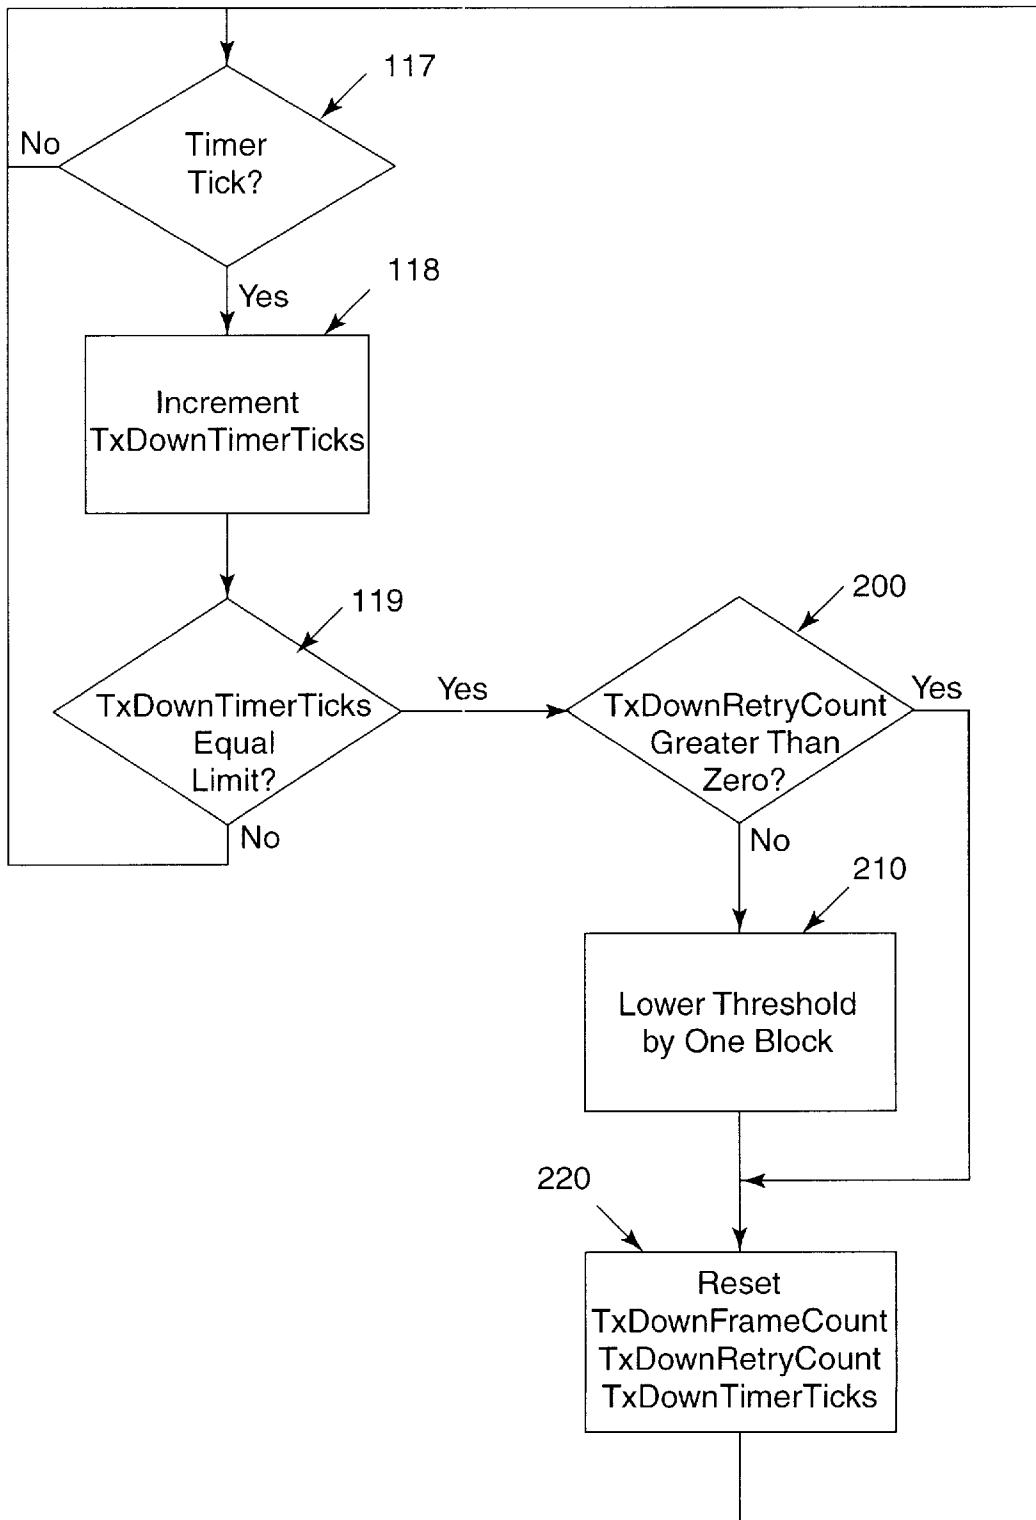 117
No
Timer
Tick?
118
Yes
Increment
TxDownTimerTicks
119
200
Yes
Yes
TxDownTimerTicks
Equal
Limit?
TxDownRetryCount
Greater Than
Zero?
No
No
210
Lower Threshold
by One Block
220
Reset
TxDownFrameCount
TxDownRetryCount
TxDownTimerTicks